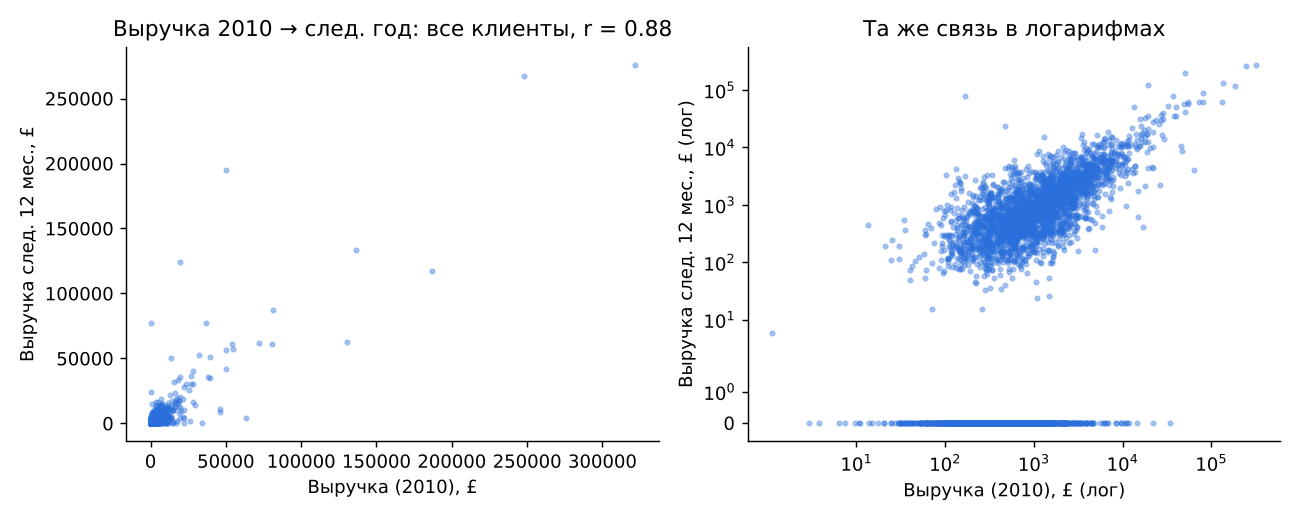 Выручка 2010 → след. год: все клиенты, r = 0.88
Выручка след. 12 мес., £
250000
200000
150000
100000
50000
0
0 50000 100000 150000 200000 250000 300000
Выручка (2010), £
Та же связь в логарифмах
Выручка след. 12 мес., £ (лог)
10⁵
10⁴
10³
10²
10¹
10⁰
0
10¹ 10² 10³ 10⁴ 10⁵
Выручка (2010), £ (лог)